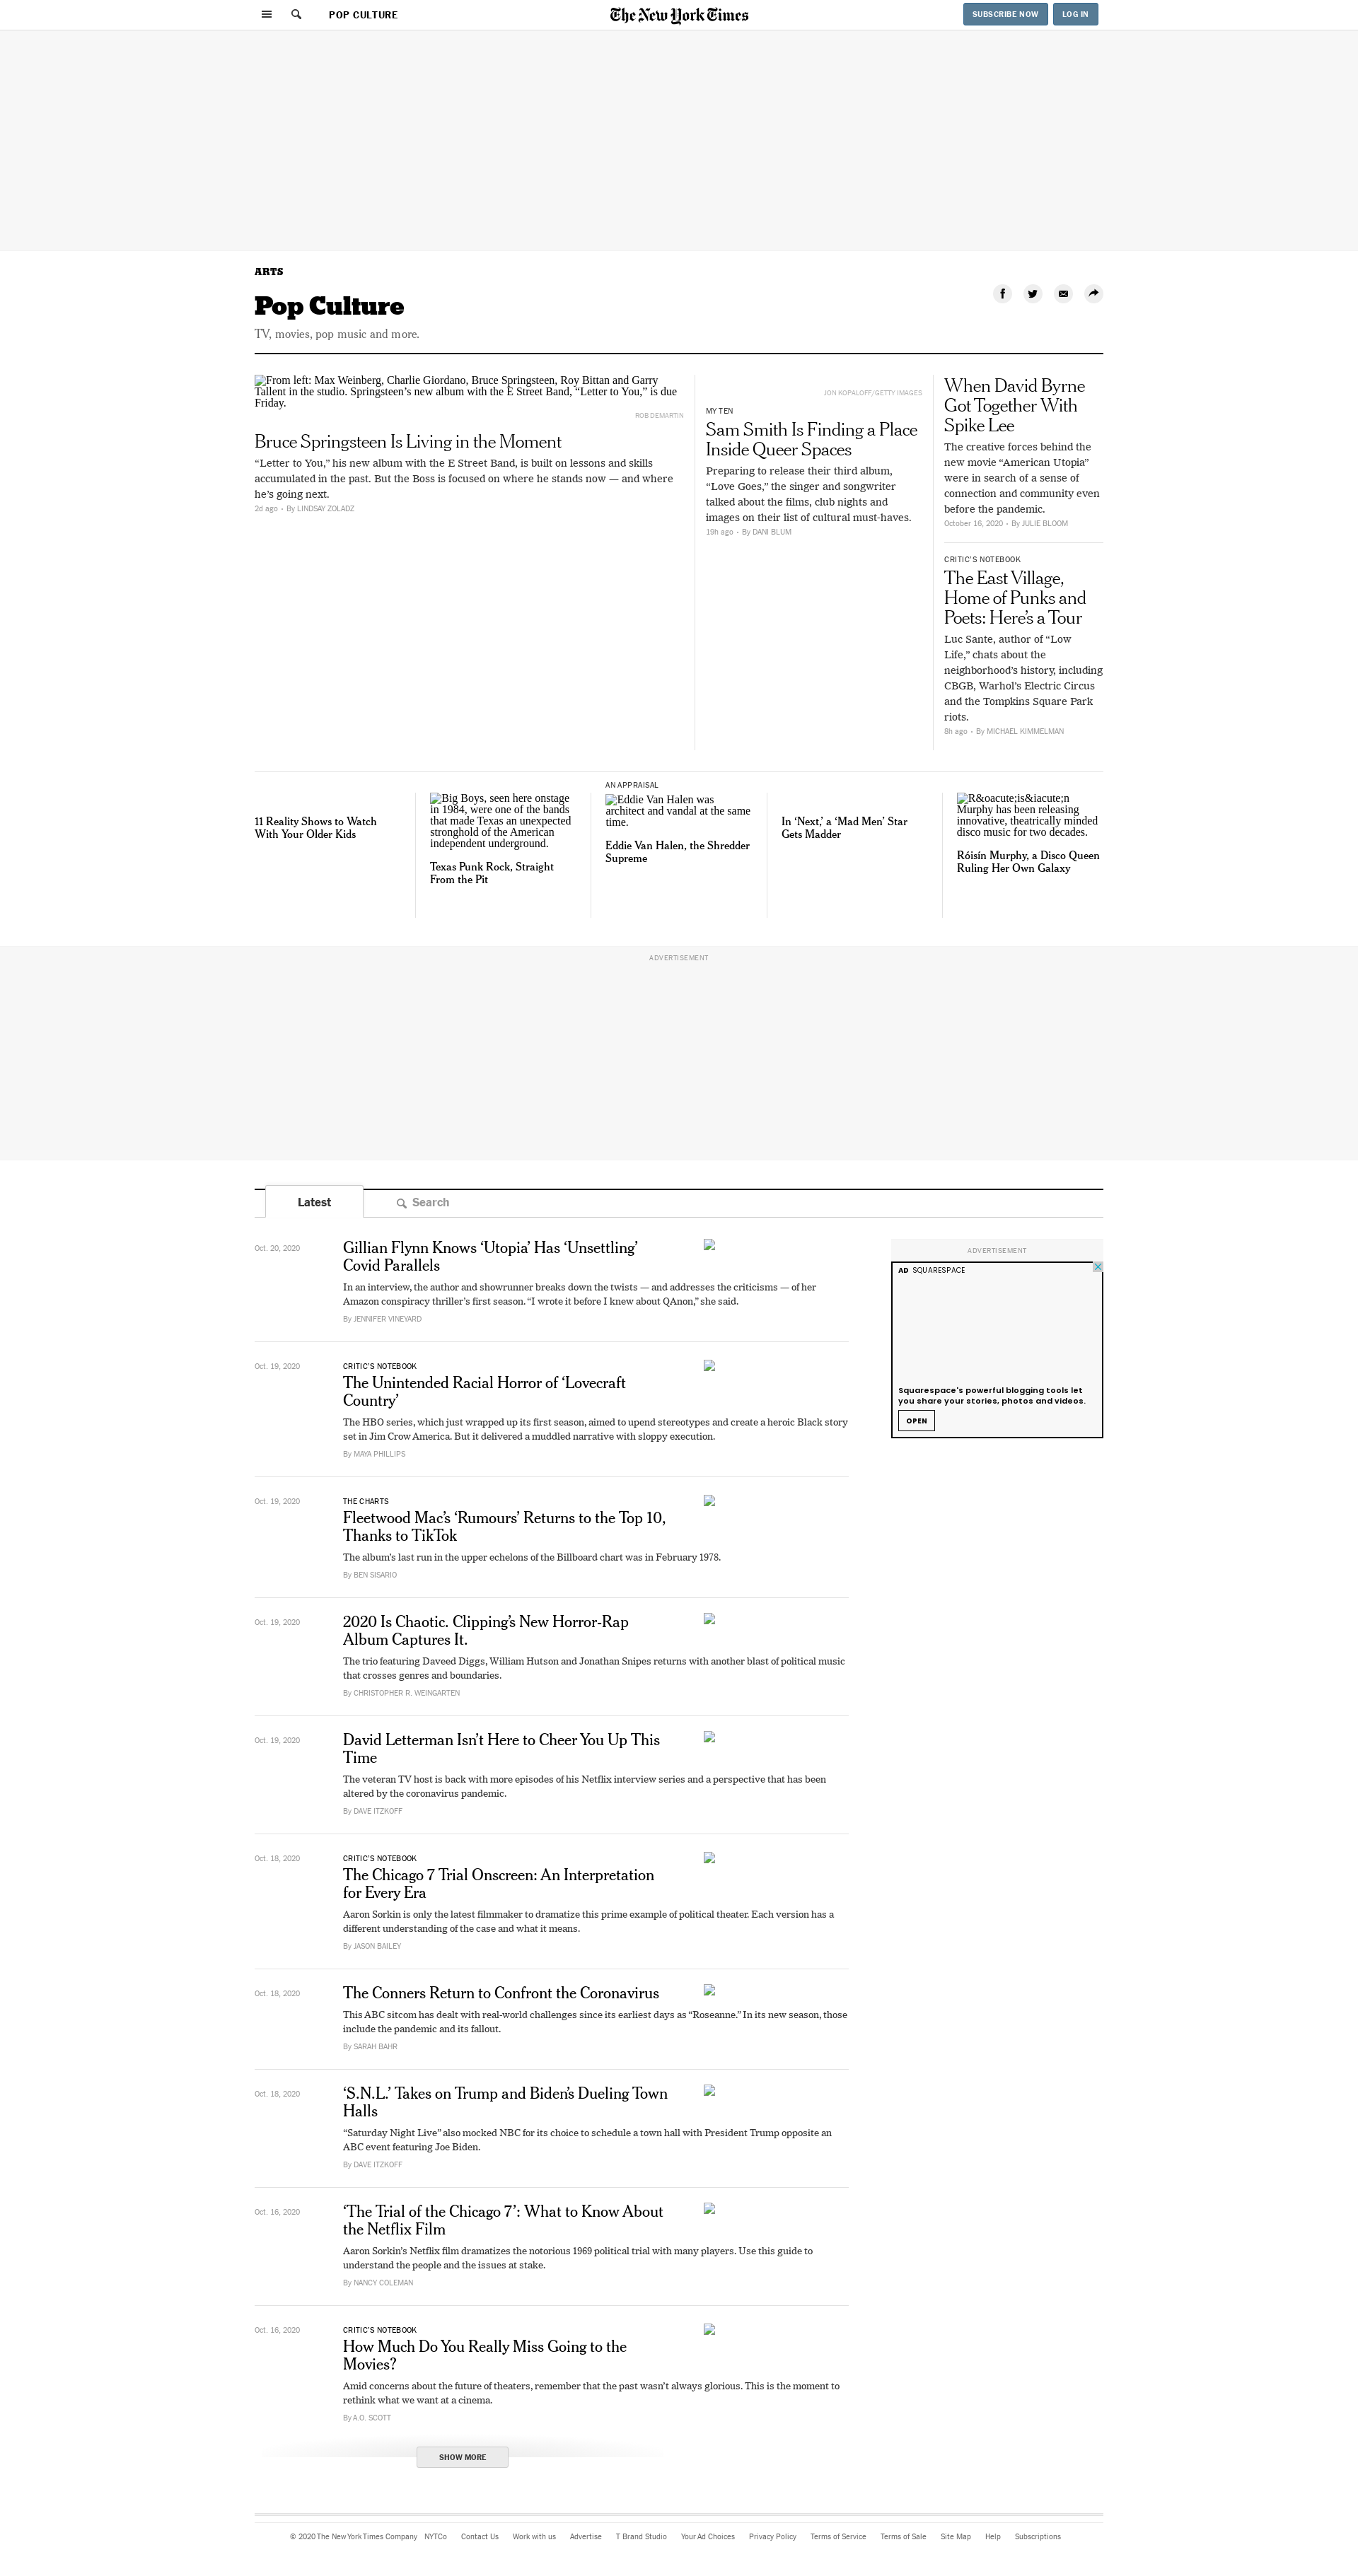 POP CULTURE
The New York Times
SUBSCRIBE NOW
LOG IN
ARTS
Pop Culture
TV, movies, pop music and more.
From left: Max Weinberg, Charlie Giordano, Bruce Springsteen, Roy Bittan and Garry
Tallent in the studio. Springsteen's new album with the E Street Band, “Letter to You,” is due
Friday.
ROB DEMARTIN
Bruce Springsteen Is Living in the Moment
“Letter to You,” his new album with the E Street Band, is built on lessons and skills
accumulated in the past. But the Boss is focused on where he stands now — and where
he’s going next.
2d ago • By LINDSAY ZOLADZ
JON KOPALOFF/GETTY IMAGES
MY TEN
Sam Smith Is Finding a Place
Inside Queer Spaces
Preparing to release their third album,
“Love Goes,” the singer and songwriter
talked about the films, club nights and
images on their list of cultural must-haves.
19h ago • By DANI BLUM
When David Byrne
Got Together With
Spike Lee
The creative forces behind the
new movie “American Utopia”
were in search of a sense of
connection and community even
before the pandemic.
October 16, 2020 • By JULIE BLOOM
CRITIC’S NOTEBOOK
The East Village,
Home of Punks and
Poets: Here’s a Tour
Luc Sante, author of “Low
Life,” chats about the
neighborhood’s history, including
CBGB, Warhol’s Electric Circus
and the Tompkins Square Park
riots.
8h ago • By MICHAEL KIMMELMAN
11 Reality Shows to Watch
With Your Older Kids
Big Boys, seen here onstage
in 1984, were one of the bands
that made Texas an unexpected
stronghold of the American
independent underground.
Texas Punk Rock, Straight
From the Pit
AN APPRAISAL
Eddie Van Halen was
architect and vandal at the same
time.
Eddie Van Halen, the Shredder
Supreme
In ‘Next,’ a ‘Mad Men’ Star
Gets Madder
R&oacute;is&iacute;n
Murphy has been releasing
innovative, theatrically minded
disco music for two decades.
Róisín Murphy, a Disco Queen
Ruling Her Own Galaxy
ADVERTISEMENT
Latest
Search
Oct. 20, 2020
Gillian Flynn Knows ‘Utopia’ Has ‘Unsettling’
Covid Parallels
In an interview, the author and showrunner breaks down the twists — and addresses the criticisms — of her
Amazon conspiracy thriller’s first season. “I wrote it before I knew about QAnon,” she said.
By JENNIFER VINEYARD
ADVERTISEMENT
AD SQUARESPACE
Squarespace's powerful blogging tools let
you share your stories, photos and videos.
OPEN
Oct. 19, 2020
CRITIC’S NOTEBOOK
The Unintended Racial Horror of ‘Lovecraft
Country’
The HBO series, which just wrapped up its first season, aimed to upend stereotypes and create a heroic Black story
set in Jim Crow America. But it delivered a muddled narrative with sloppy execution.
By MAYA PHILLIPS
Oct. 19, 2020
THE CHARTS
Fleetwood Mac’s ‘Rumours’ Returns to the Top 10,
Thanks to TikTok
The album’s last run in the upper echelons of the Billboard chart was in February 1978.
By BEN SISARIO
Oct. 19, 2020
2020 Is Chaotic. Clipping’s New Horror-Rap
Album Captures It.
The trio featuring Daveed Diggs, William Hutson and Jonathan Snipes returns with another blast of political music
that crosses genres and boundaries.
By CHRISTOPHER R. WEINGARTEN
Oct. 19, 2020
David Letterman Isn’t Here to Cheer You Up This
Time
The veteran TV host is back with more episodes of his Netflix interview series and a perspective that has been
altered by the coronavirus pandemic.
By DAVE ITZKOFF
Oct. 18, 2020
CRITIC’S NOTEBOOK
The Chicago 7 Trial Onscreen: An Interpretation
for Every Era
Aaron Sorkin is only the latest filmmaker to dramatize this prime example of political theater. Each version has a
different understanding of the case and what it means.
By JASON BAILEY
Oct. 18, 2020
The Conners Return to Confront the Coronavirus
This ABC sitcom has dealt with real-world challenges since its earliest days as “Roseanne.” In its new season, those
include the pandemic and its fallout.
By SARAH BAHR
Oct. 18, 2020
‘S.N.L.’ Takes on Trump and Biden’s Dueling Town
Halls
“Saturday Night Live” also mocked NBC for its choice to schedule a town hall with President Trump opposite an
ABC event featuring Joe Biden.
By DAVE ITZKOFF
Oct. 16, 2020
‘The Trial of the Chicago 7’: What to Know About
the Netflix Film
Aaron Sorkin’s Netflix film dramatizes the notorious 1969 political trial with many players. Use this guide to
understand the people and the issues at stake.
By NANCY COLEMAN
Oct. 16, 2020
CRITIC’S NOTEBOOK
How Much Do You Really Miss Going to the
Movies?
Amid concerns about the future of theaters, remember that the past wasn’t always glorious. This is the moment to
rethink what we want at a cinema.
By A.O. SCOTT
SHOW MORE
© 2020 The New York Times Company NYTCo Contact Us Work with us Advertise T Brand Studio Your Ad Choices Privacy Policy Terms of Service Terms of Sale Site Map Help Subscriptions